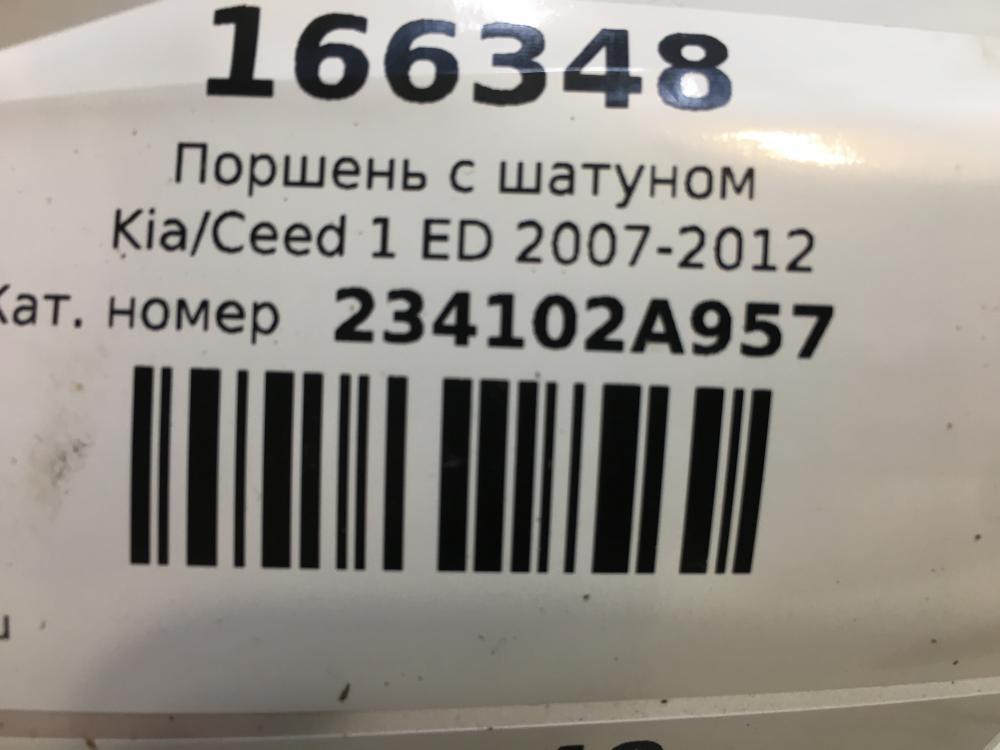 166348
Поршень с шатуном
Kia/Ceed 1 ED 2007-2012
Кат. номер 234102A957